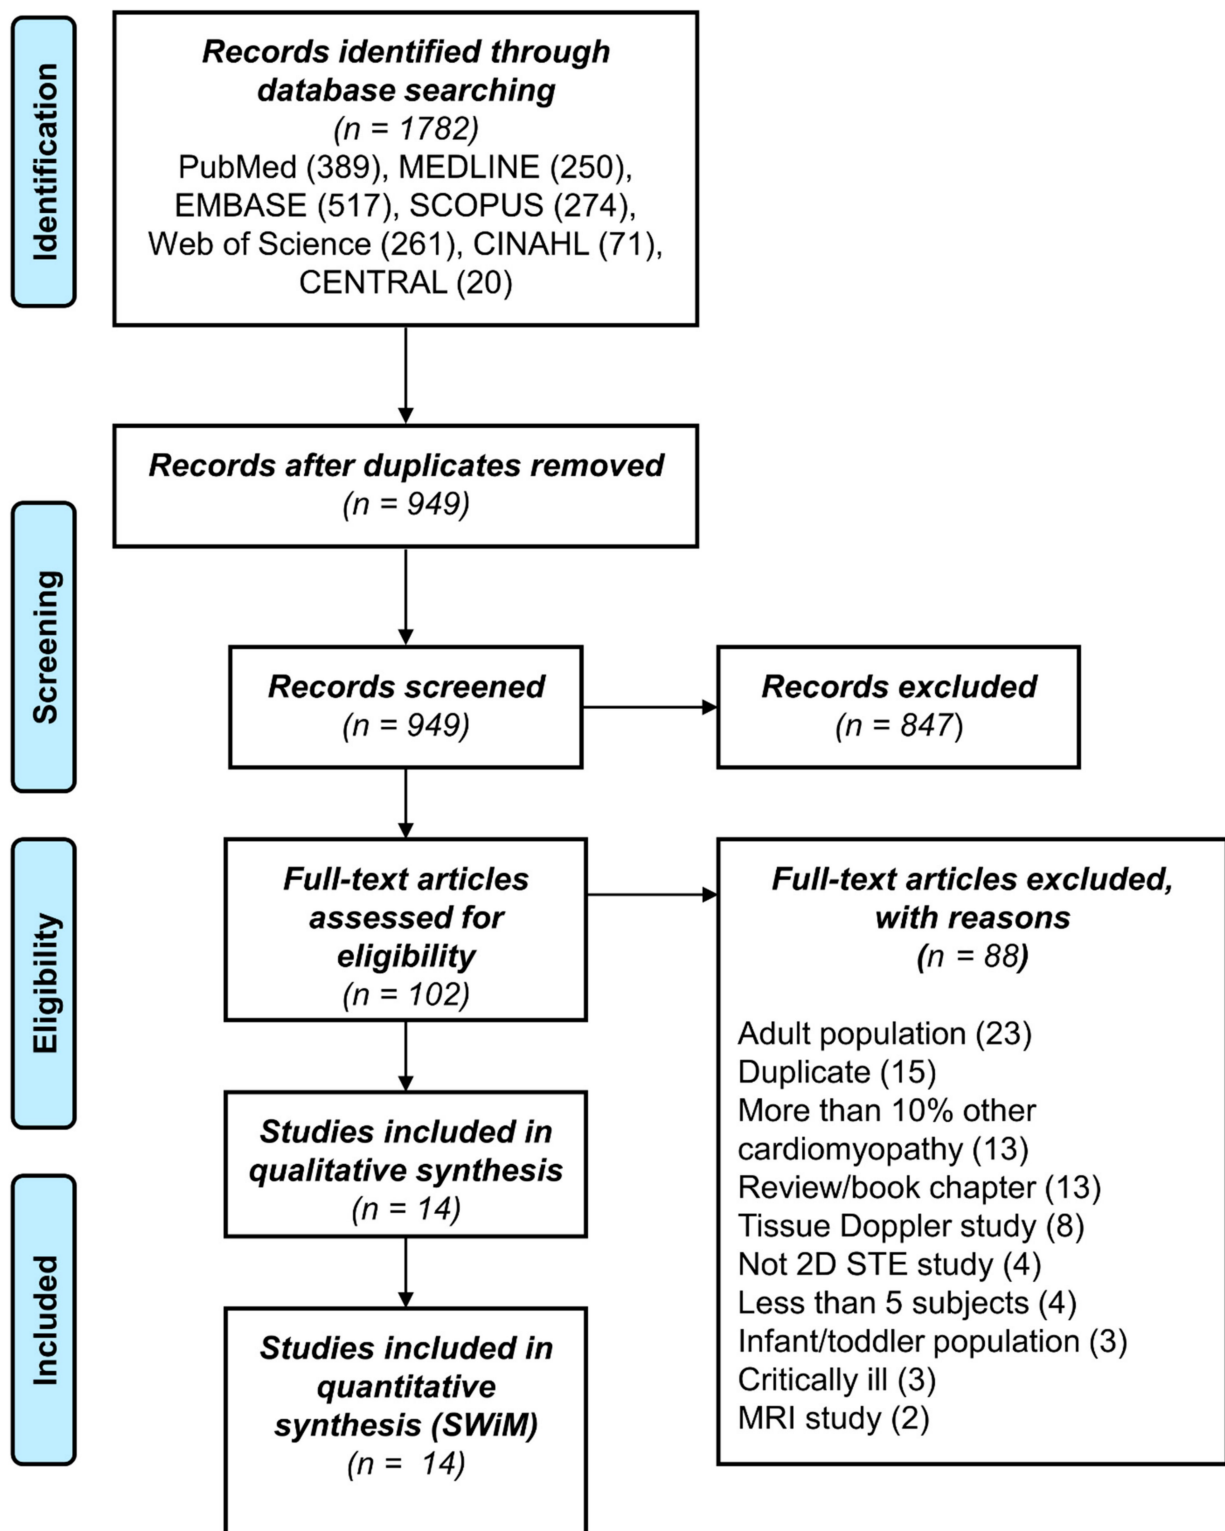 Identification
Records identified through
database searching
(n = 1782)
PubMed (389), MEDLINE (250),
EMBASE (517), SCOPUS (274),
Web of Science (261), CINAHL (71),
CENTRAL (20)
Records after duplicates removed
(n = 949)
Screening
Records screened
(n = 949)
Records excluded
(n = 847)
Eligibility
Full-text articles
assessed for
eligibility
(n = 102)
Full-text articles excluded,
with reasons
(n = 88)
Adult population (23)
Duplicate (15)
More than 10% other
cardiomyopathy (13)
Review/book chapter (13)
Tissue Doppler study (8)
Not 2D STE study (4)
Less than 5 subjects (4)
Infant/toddler population (3)
Critically ill (3)
MRI study (2)
Studies included in
qualitative synthesis
(n = 14)
Included
Studies included in
quantitative
synthesis (SWiM)
(n =  14)